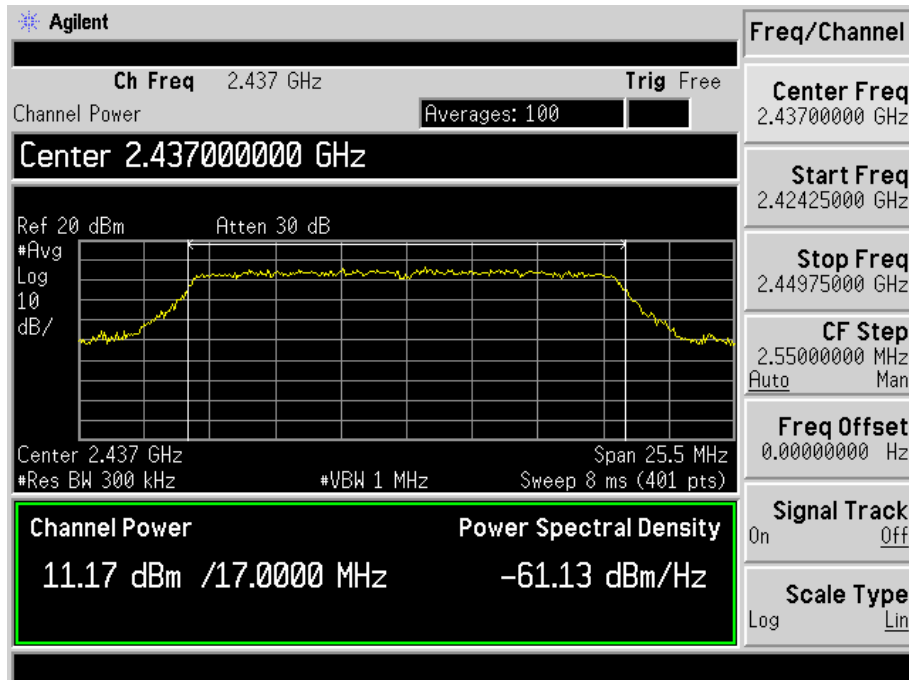 Agilent
Ch Freq 2.437 GHz Trig Free
Channel Power Averages: 100
Center 2.437000000 GHz
Ref 20 dBm Atten 30 dB
#Avg
Log
10
dB/
Center 2.437 GHz Span 25.5 MHz
#Res BW 300 kHz #VBW 1 MHz Sweep 8 ms (401 pts)
Channel Power Power Spectral Density
11.17 dBm /17.0000 MHz -61.13 dBm/Hz
Freq/Channel
Center Freq
2.43700000 GHz
Start Freq
2.42425000 GHz
Stop Freq
2.44975000 GHz
CF Step
2.55000000 MHz
Auto Man
Freq Offset
0.00000000 Hz
Signal Track
On Off
Scale Type
Log Lin